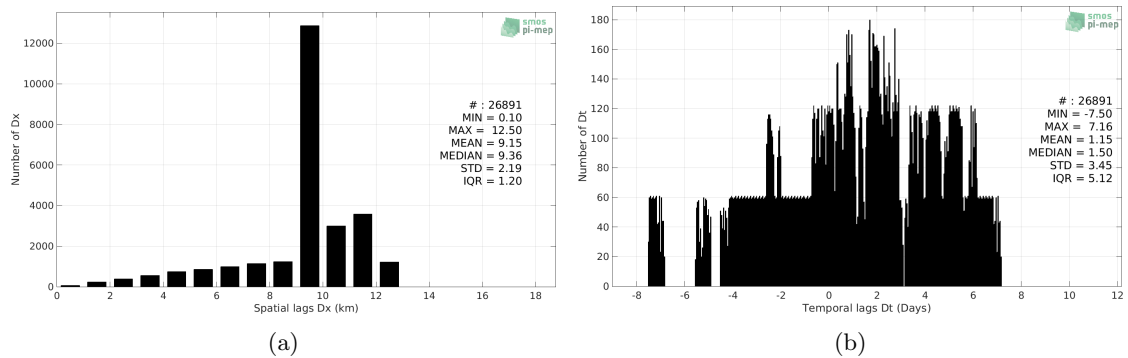 smos
pi-mep
12000
10000
8000
6000
4000
2000
0
Number of Dx
# : 26891
MIN = 0.10
MAX = 12.50
MEAN = 9.15
MEDIAN = 9.36
STD = 2.19
IQR = 1.20
0 2 4 6 8 10 12 14 16 18
Spatial lags Dx (km)
(a)
smos
pi-mep
180
160
140
120
100
80
60
40
20
0
Number of Dt
# : 26891
MIN = -7.50
MAX = 7.16
MEAN = 1.15
MEDIAN = 1.50
STD = 3.45
IQR = 5.12
-8 -6 -4 -2 0 2 4 6 8 10 12
Temporal lags Dt (Days)
(b)